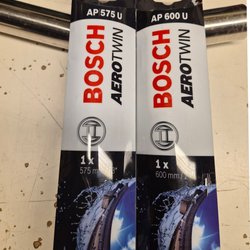 AP 575 U
BOSCH
AEROTWIN
1 x
575 mm
AP 600 U
BOSCH
AEROTWIN
1 x
600 mm